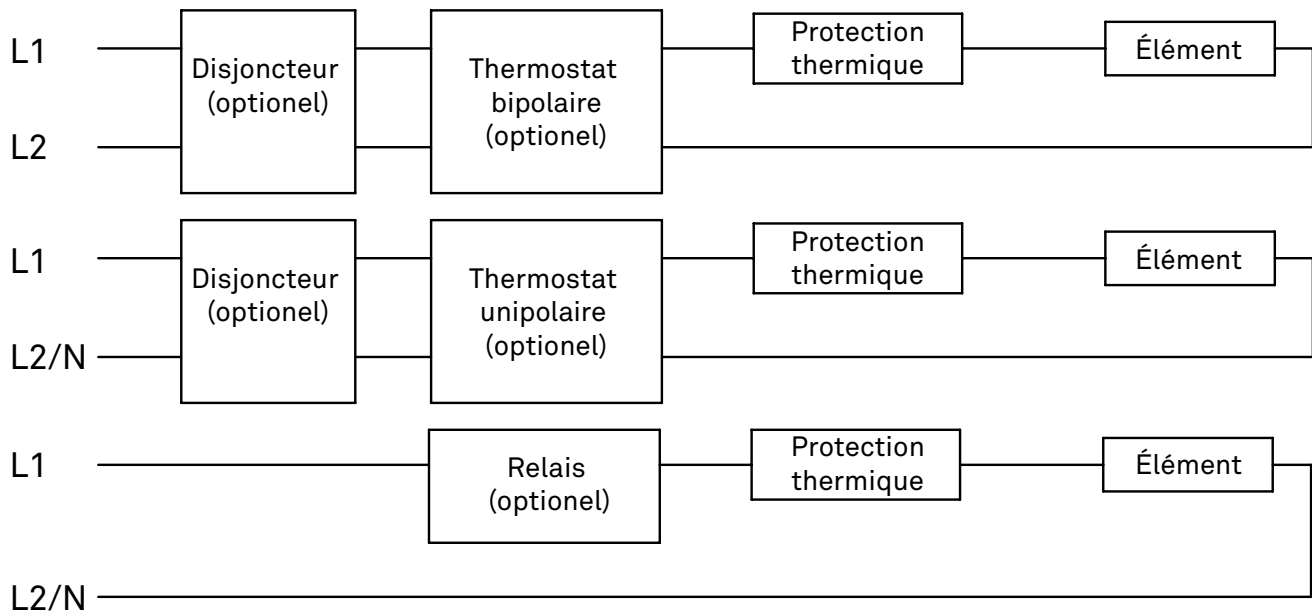 L1
Disjoncteur
(optionel)
Thermostat
bipolaire
(optionel)
Protection
thermique
Élément
L2
L1
Disjoncteur
(optionel)
Thermostat
unipolaire
(optionel)
Protection
thermique
Élément
L2/N
L1
Relais
(optionel)
Protection
thermique
Élément
L2/N